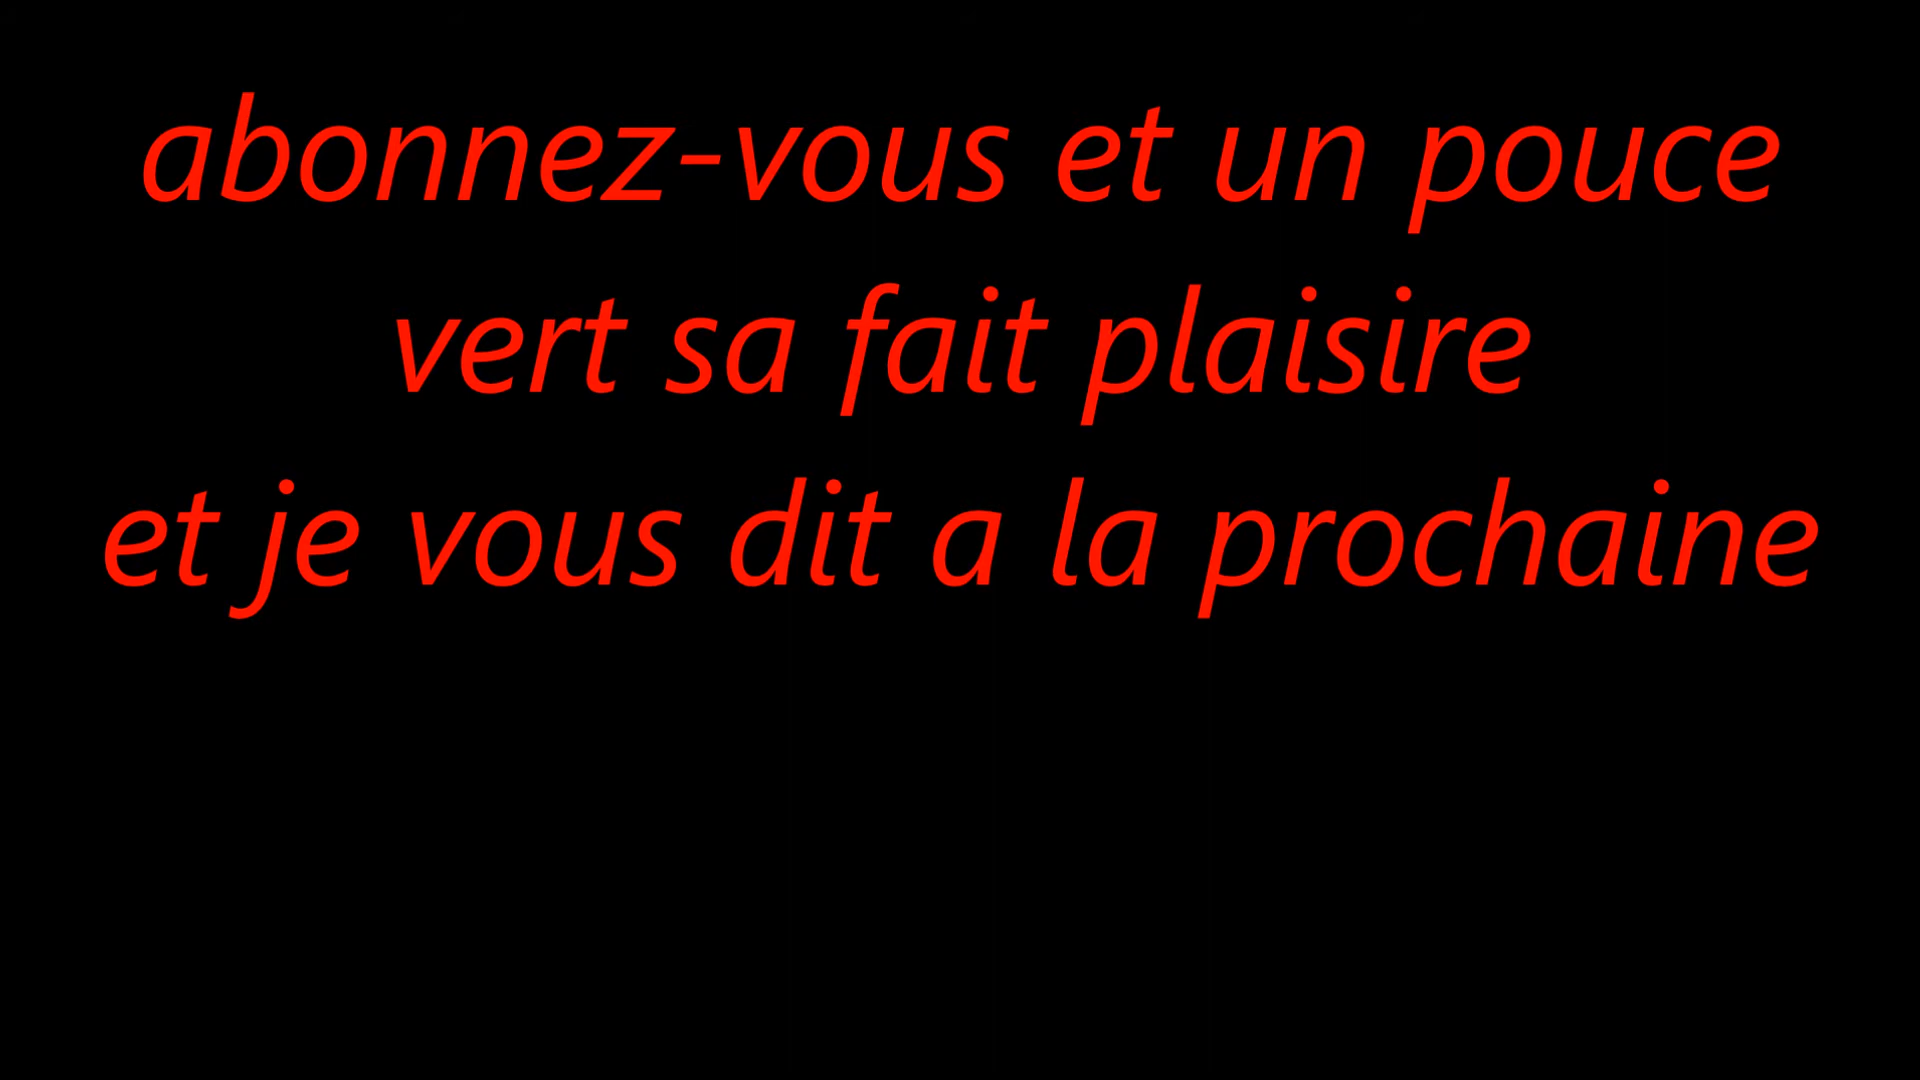 abonnez-vous et un pouce
vert sa fait plaisire
et je vous dit a la prochaine